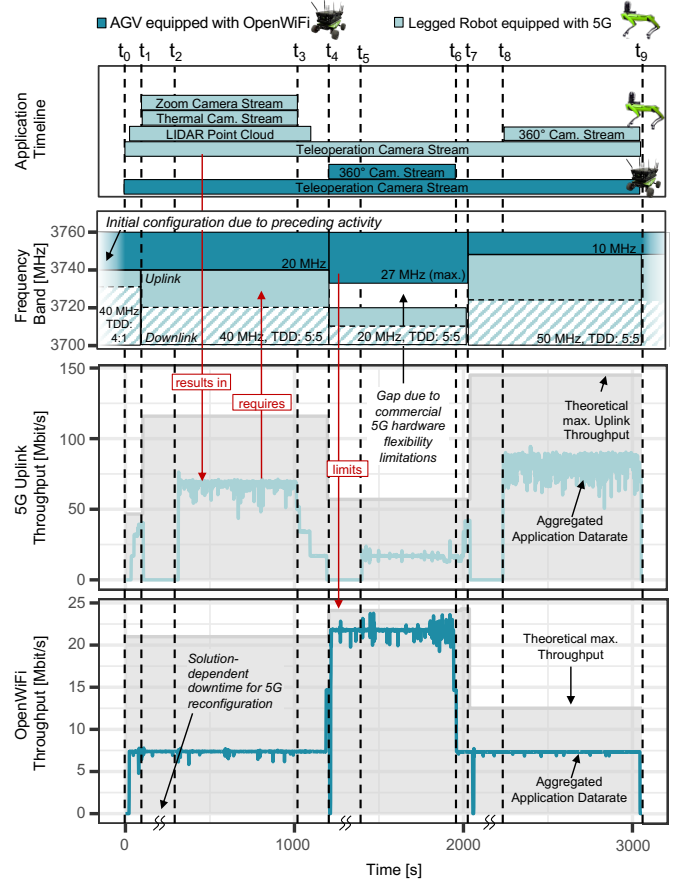 AGV equipped with OpenWiFi
Legged Robot equipped with 5G
t0 t1 t2 t3 t4 t5 t6 t7 t8 t9
Application
Timeline
Zoom Camera Stream
Thermal Cam. Stream
LIDAR Point Cloud
360° Cam. Stream
Teleoperation Camera Stream
360° Cam. Stream
Teleoperation Camera Stream
Frequency
Band [MHz]
3760
3740
3720
3700
Initial configuration due to preceding activity
20 MHz
27 MHz (max.)
10 MHz
Uplink
40 MHz
TDD:
4:1
Downlink
40 MHz, TDD: 5:5
20 MHz, TDD: 5:5
50 MHz, TDD: 5:5
5G Uplink
Throughput [Mbit/s]
150
100
50
0
results in
requires
limits
Gap due to
commercial
5G hardware
flexibility
limitations
Theoretical
max. Uplink
Throughput
Aggregated
Application Datarate
OpenWiFi
Throughput [Mbit/s]
25
20
15
10
5
0
Solution-
dependent
downtime for 5G
reconfiguration
Theoretical max.
Throughput
Aggregated
Application Datarate
0 1000 2000 3000
Time [s]